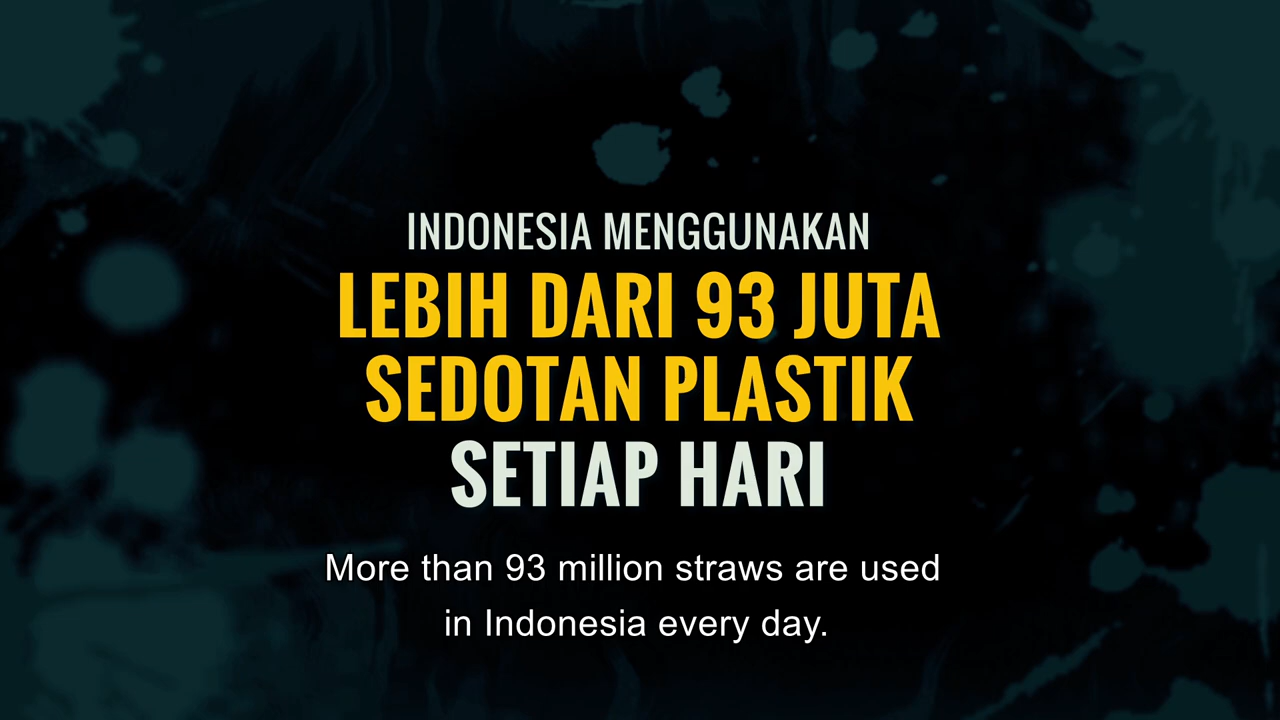 INDONESIA MENGGUNAKAN
LEBIH DARI 93 JUTA
SEDOTAN PLASTIK
SETIAP HARI
More than 93 million straws are used
in Indonesia every day.